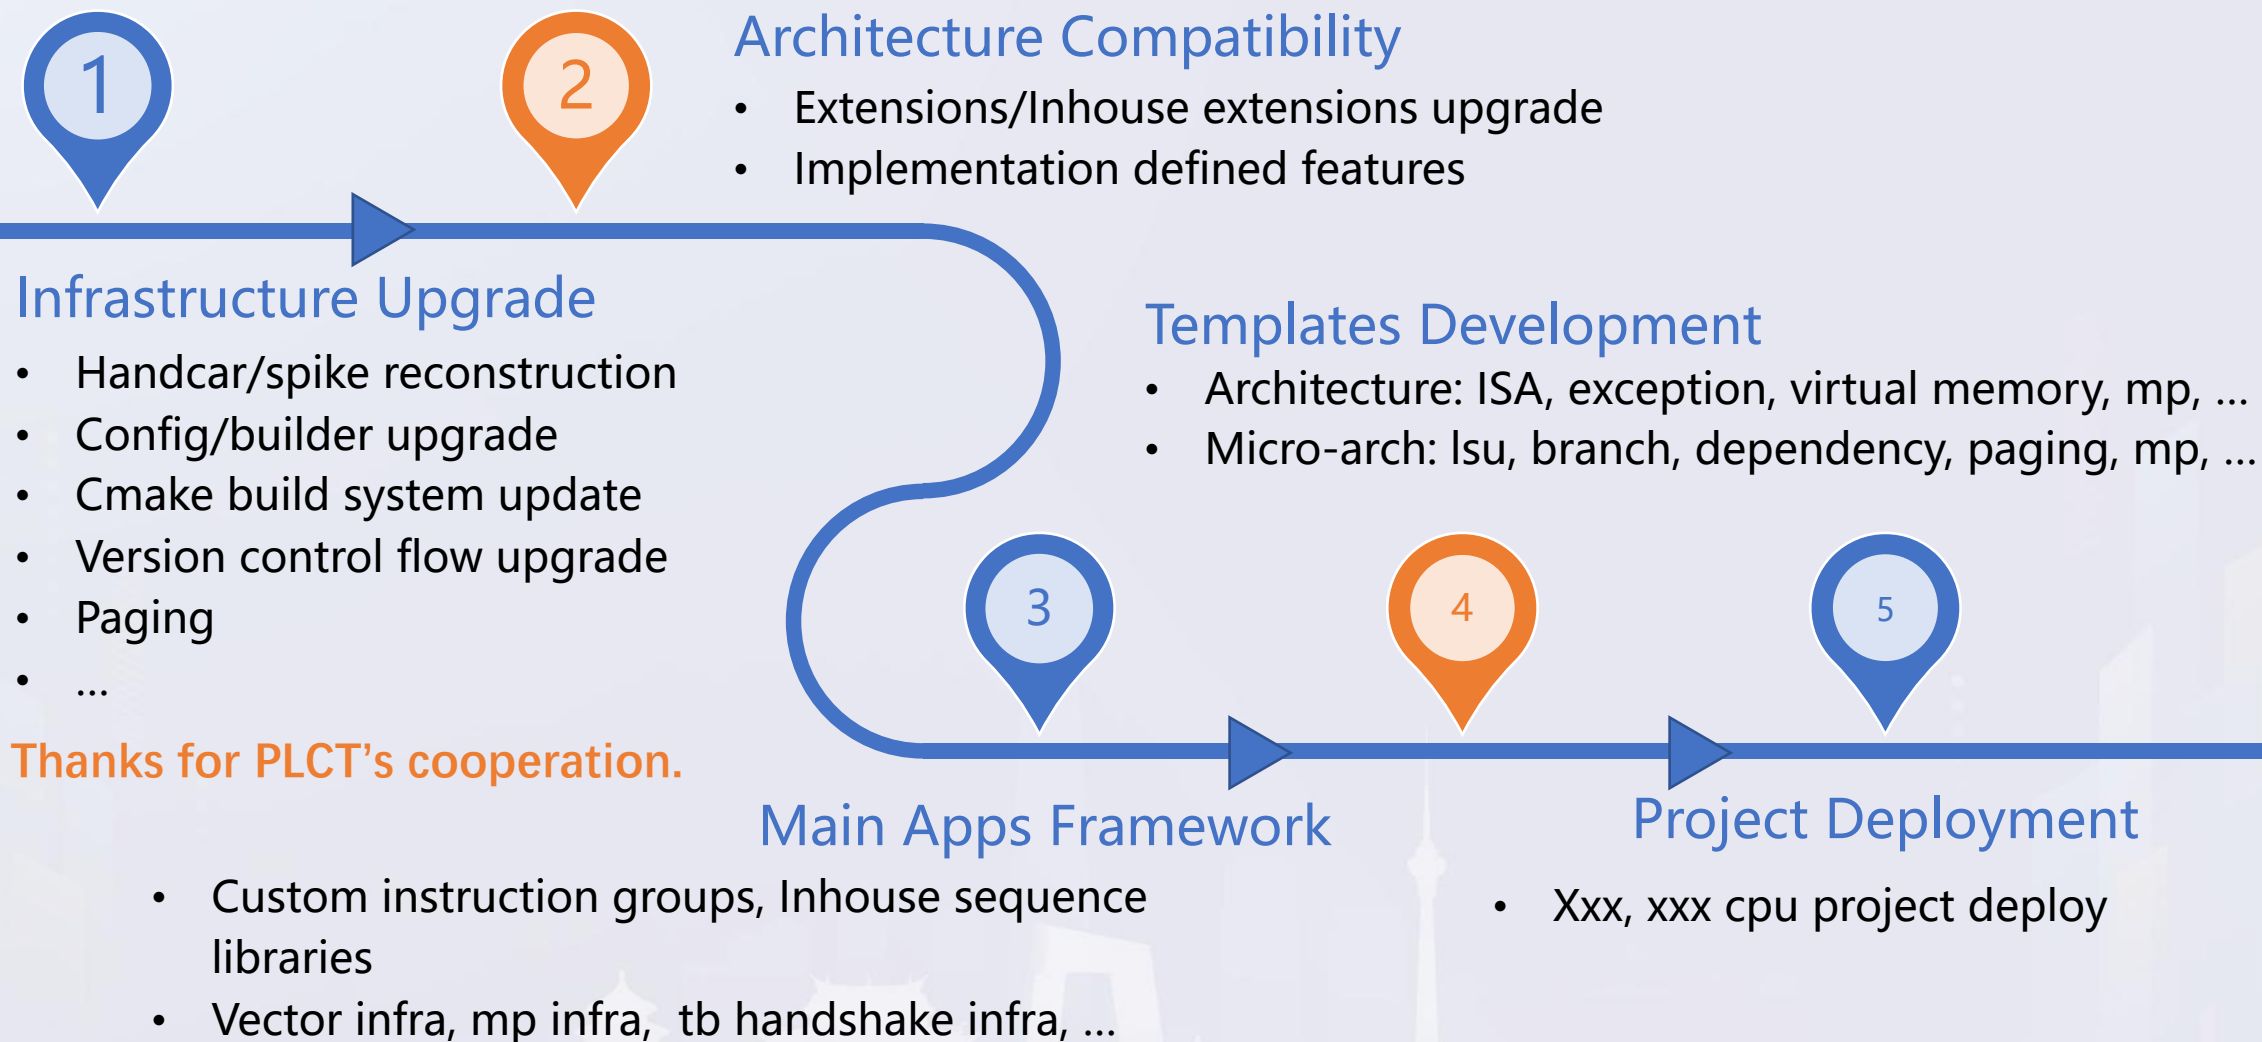 1
2
Architecture Compatibility
• Extensions/Inhouse extensions upgrade
• Implementation defined features
Infrastructure Upgrade
• Handcar/spike reconstruction
• Config/builder upgrade
• Cmake build system update
• Version control flow upgrade
• Paging
• ...
Thanks for PLCT’s cooperation.
Templates Development
• Architecture: ISA, exception, virtual memory, mp, ...
• Micro-arch: lsu, branch, dependency, paging, mp, ...
3
4
5
Main Apps Framework
• Custom instruction groups, Inhouse sequence
libraries
• Vector infra, mp infra, tb handshake infra, ...
Project Deployment
• Xxx, xxx cpu project deploy